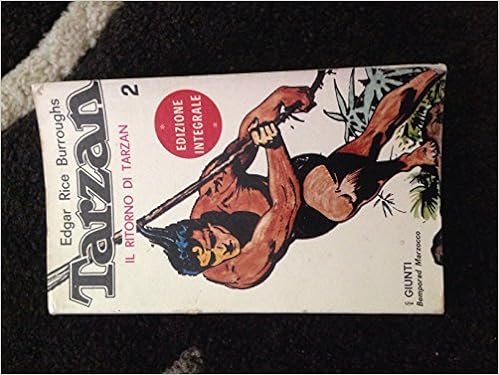 Edgar Rice Burroughs
Tarzan
2
IL RITORNO DI TARZAN
EDIZIONE
INTEGRALE
GIUNTI
Bemporad Marzocco